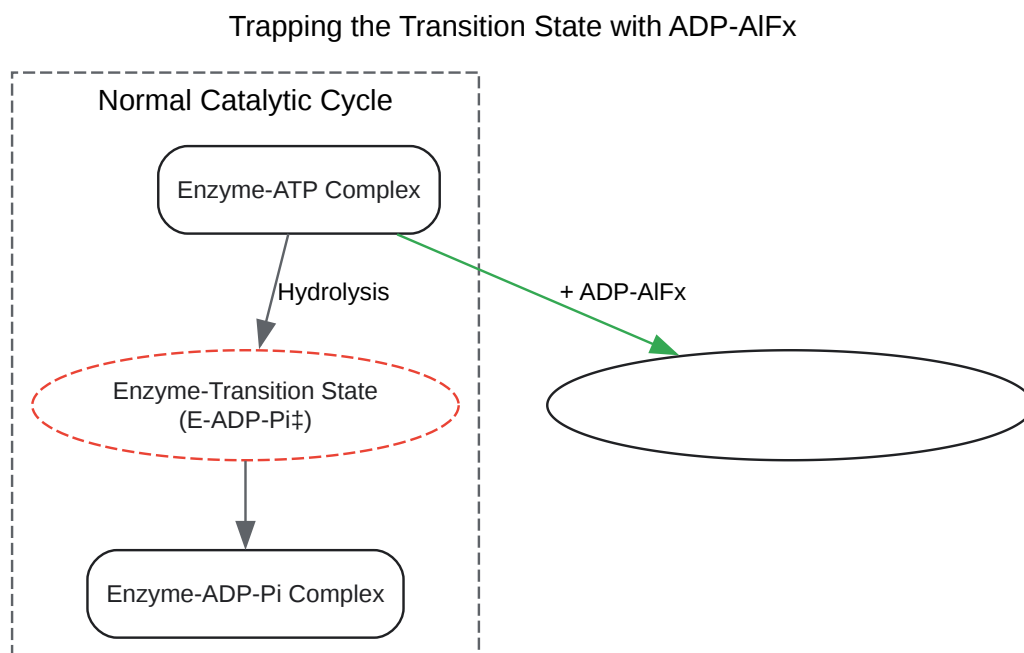 Trapping the Transition State with ADP-AlFx
Normal Catalytic Cycle
Enzyme-ATP Complex
Hydrolysis
+ ADP-AlFx
Enzyme-Transition State
(E-ADP-Pi‡)
Enzyme-ADP-Pi Complex